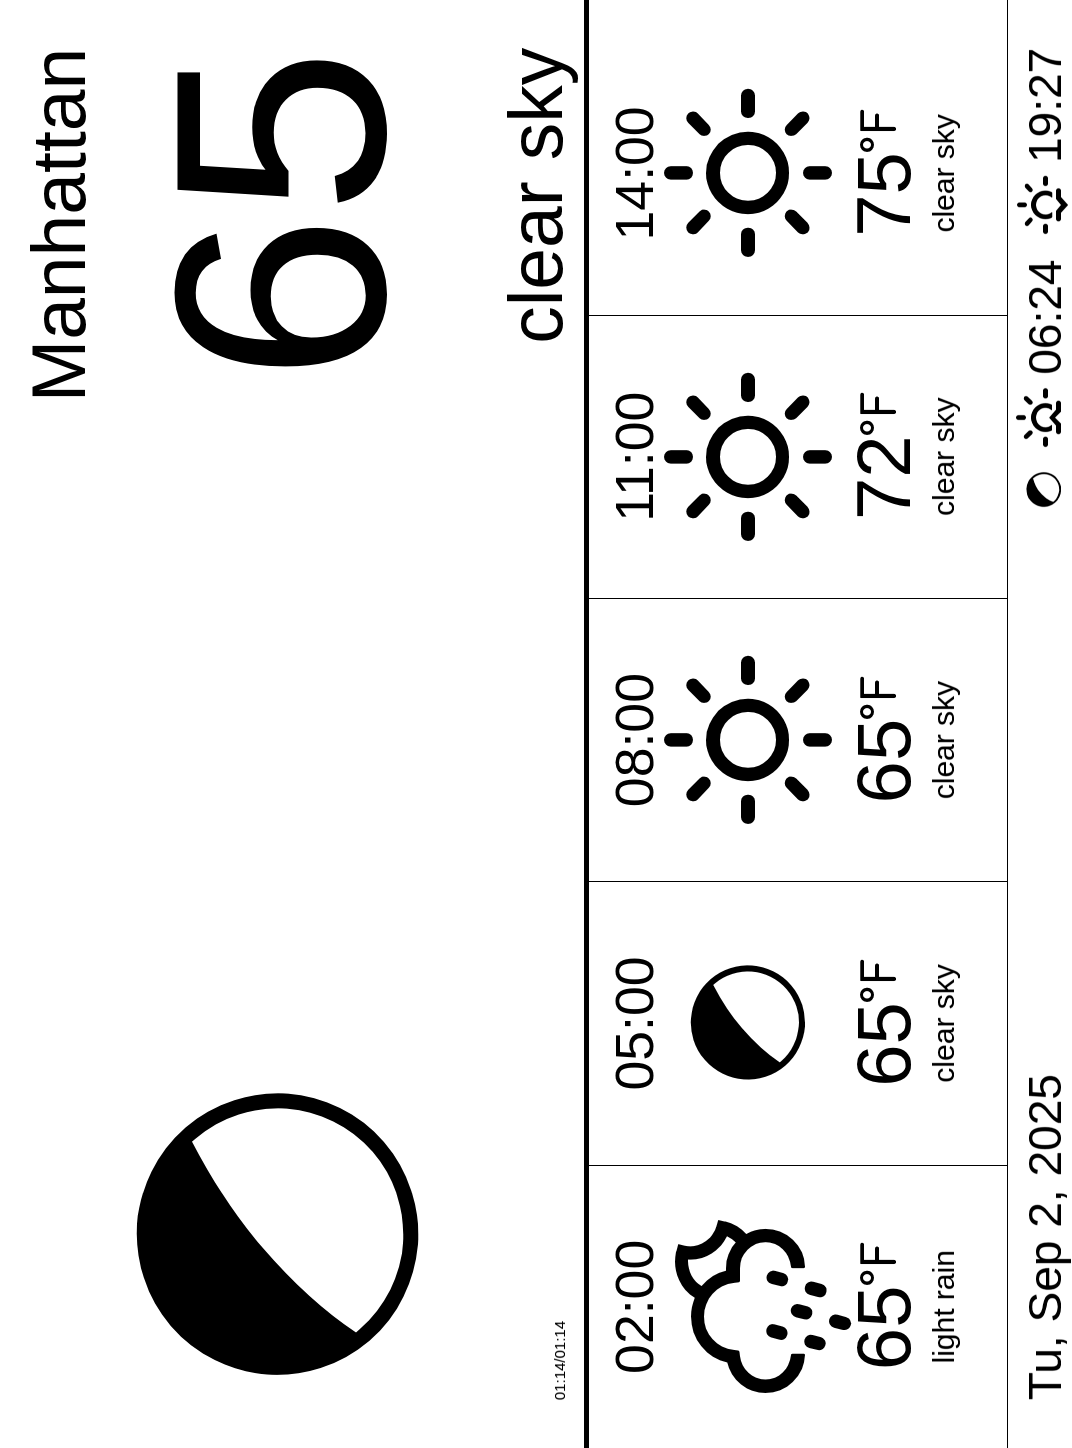 Manhattan
65
clear sky
01:14/01:14
02:00 05:00 08:00 11:00 14:00
65°F 65°F 65°F 72°F 75°F
light rain clear sky clear sky clear sky clear sky
Tu, Sep 2, 2025 06:24 19:27